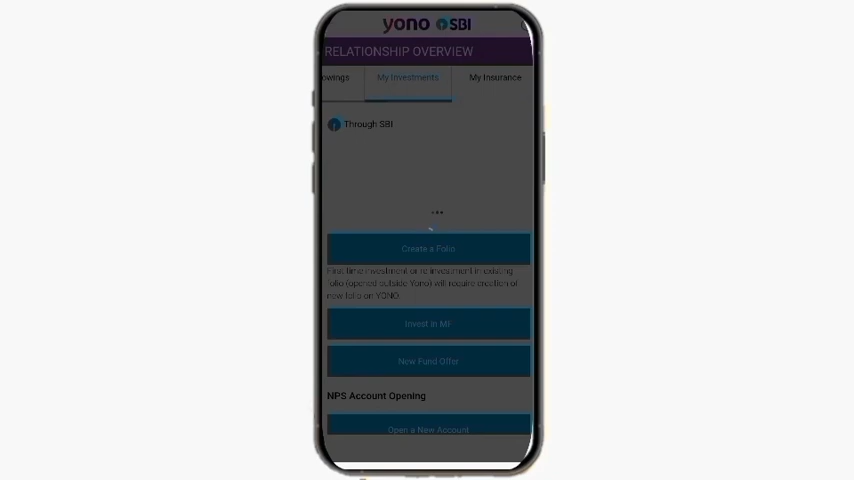 yono SBI
RELATIONSHIP OVERVIEW
owings My Investments My Insurance
Through SBI
Create a Folio
First time investment or re investment in existing
folio (opened outside Yono) will require creation of
new folio on YONO.
Invest in MF
New Fund Offer
NPS Account Opening
Open a New Account